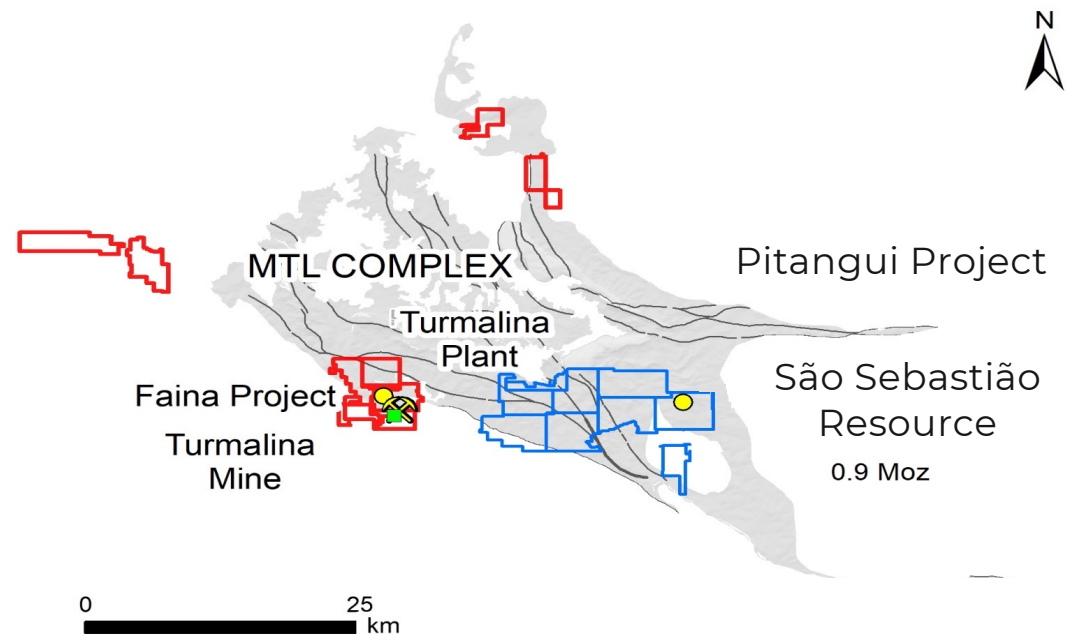 N
Pitangui Project
MTL COMPLEX
Turmalina
Plant
São Sebastião
Resource
0.9 Moz
Faina Project
Turmalina
Mine
0
25
km